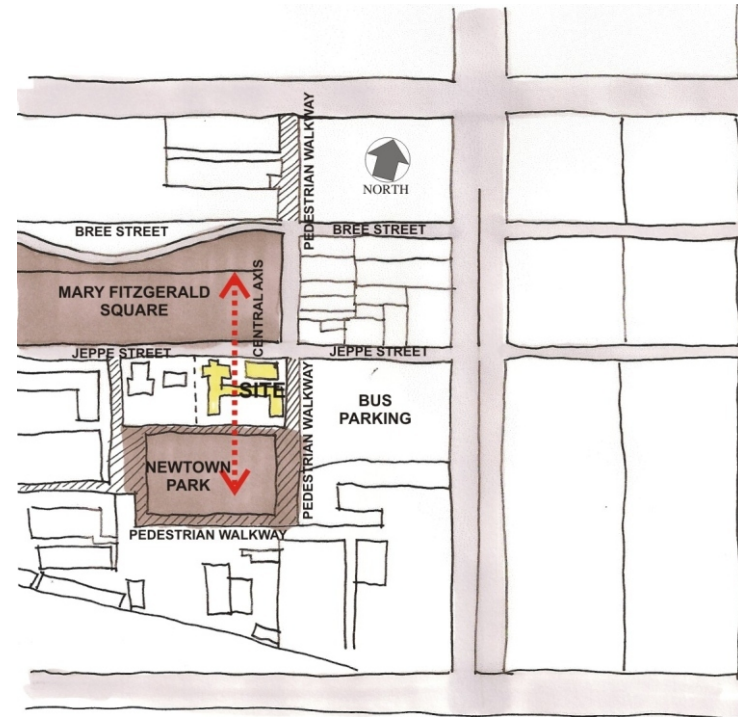 PEDESTRIAN WALKWAY
NORTH
BREE STREET
BREE STREET
MARY FITZGERALD
SQUARE
CENTRAL AXIS
JEPPE STREET
JEPPE STREET
SITE
PEDESTRIAN WALKWAY
BUS
PARKING
NEWTOWN
PARK
PEDESTRIAN WALKWAY